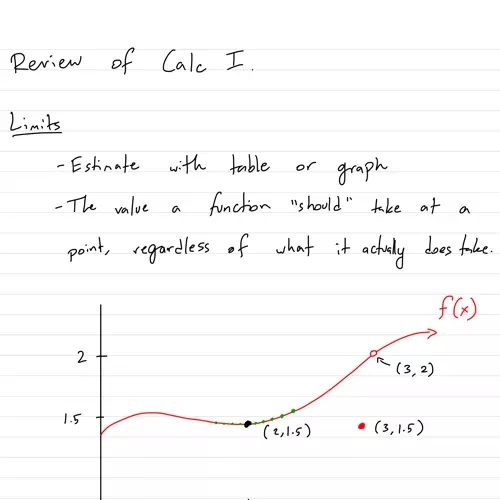 Review of Calc I.
Limits
- Estimate with table or graph
- The value a function "should" take at a
point, regardless of what it actually does take.
f(x)
2
(3, 2)
1.5
(2, 1.5)
(3, 1.5)